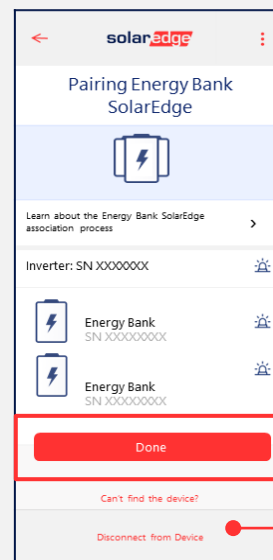 solaredge
Pairing Energy Bank
SolarEdge
Learn about the Energy Bank SolarEdge
association process
Inverter: SN XXXXXXX
Energy Bank
SN XXXXXXXX
Energy Bank
SN XXXXXXXX
Done
Can't find the device?
Disconnect from Device